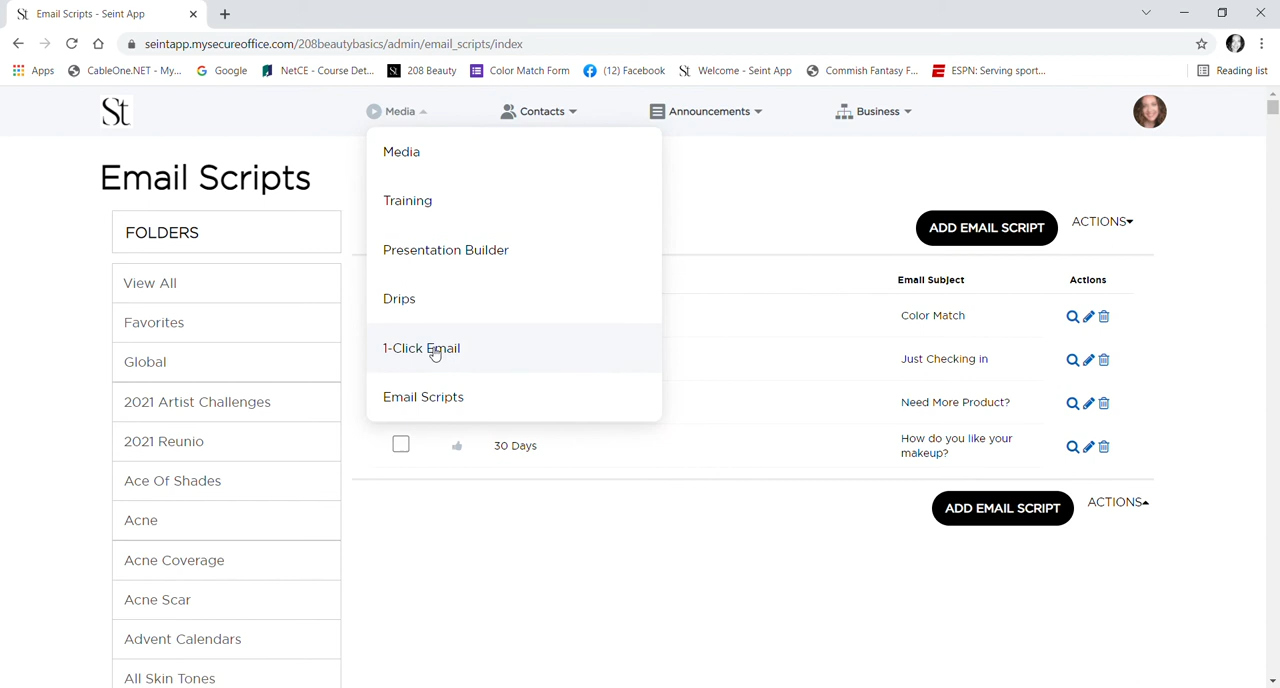 St Email Scripts - Seint App
seintapp.mysecureoffice.com/208beautybasics/admin/email_scripts/index
Apps CableOne.NET - My... Google NetCE - Course Det... St 208 Beauty Color Match Form (12) Facebook St Welcome - Seint App Commish Fantasy F... ESPN: Serving sport... Reading list
St Media Contacts Announcements Business
Email Scripts
FOLDERS
View All
Favorites
Global
2021 Artist Challenges
2021 Reunio
Ace Of Shades
Acne
Acne Coverage
Acne Scar
Advent Calendars
All Skin Tones
Media
Training
Presentation Builder
Drips
1-Click Email
Email Scripts
ADD EMAIL SCRIPT ACTIONS
Email Subject Actions
Color Match
Just Checking in
Need More Product?
30 Days How do you like your
makeup?
ADD EMAIL SCRIPT ACTIONS